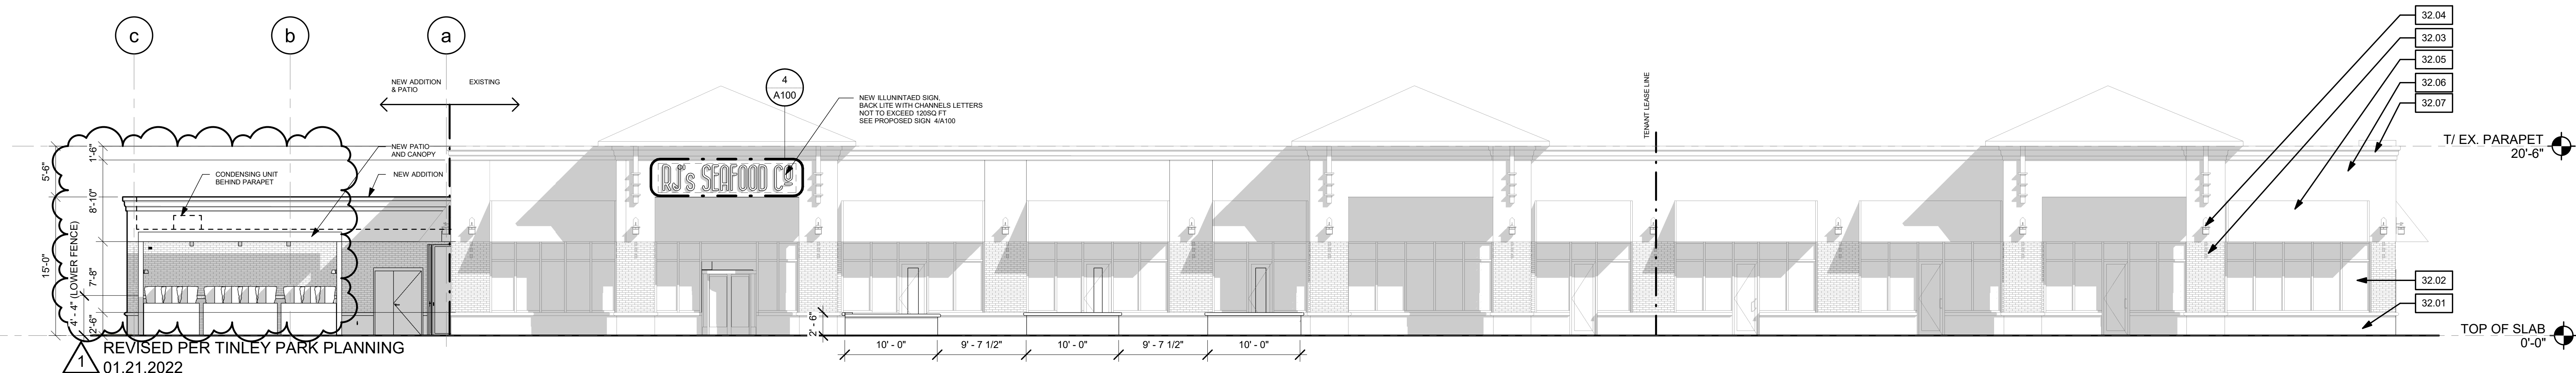 c
b
a
NEW ADDITION
& PATIO
EXISTING
4
A100
NEW ILLUNINTAED SIGN,
BACK LITE WITH CHANNELS LETTERS
NOT TO EXCEED 120SQ FT
SEE PROPOSED SIGN 4/A100
TENANT LEASE LINE
32.04
32.03
32.05
32.06
32.07
T/ EX. PARAPET
20'-6"
NEW PATIO
AND CANOPY
CONDENSING UNIT
BEHIND PARAPET
NEW ADDITION
RJ's SEAFOOD Co
5'-6"
1'-6"
8'-10"
15'-0"
4' - 4" (LOWER FENCE)
7'-8"
2'-6"
2' - 6"
10' - 0"
9' - 7 1/2"
10' - 0"
9' - 7 1/2"
10' - 0"
32.02
32.01
TOP OF SLAB
0'-0"
1
REVISED PER TINLEY PARK PLANNING
01.21.2022